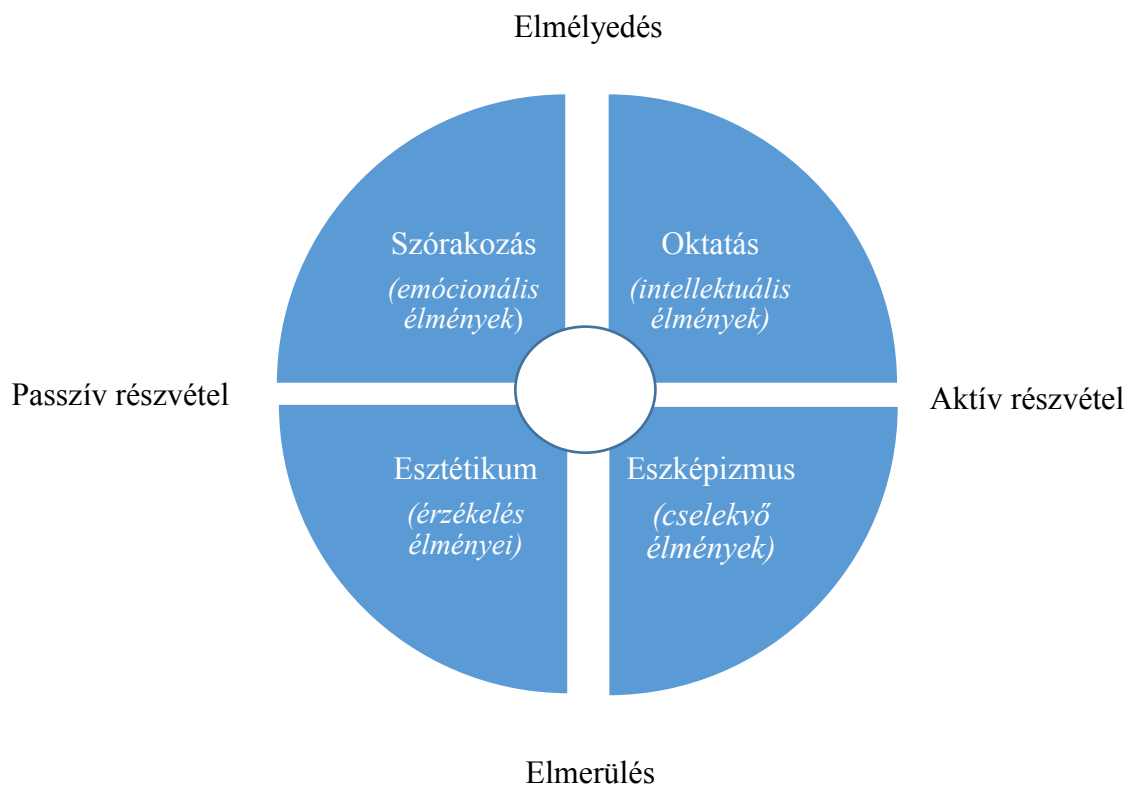 Elmélyedés
Szórakozás
(emócionális
élmények)
Oktatás
(intellektuális
élmények)
Passzív részvétel
Aktív részvétel
Esztétikum
(érzékelés
élményei)
Eszképizmus
(cselekvő
élmények)
Elmerülés